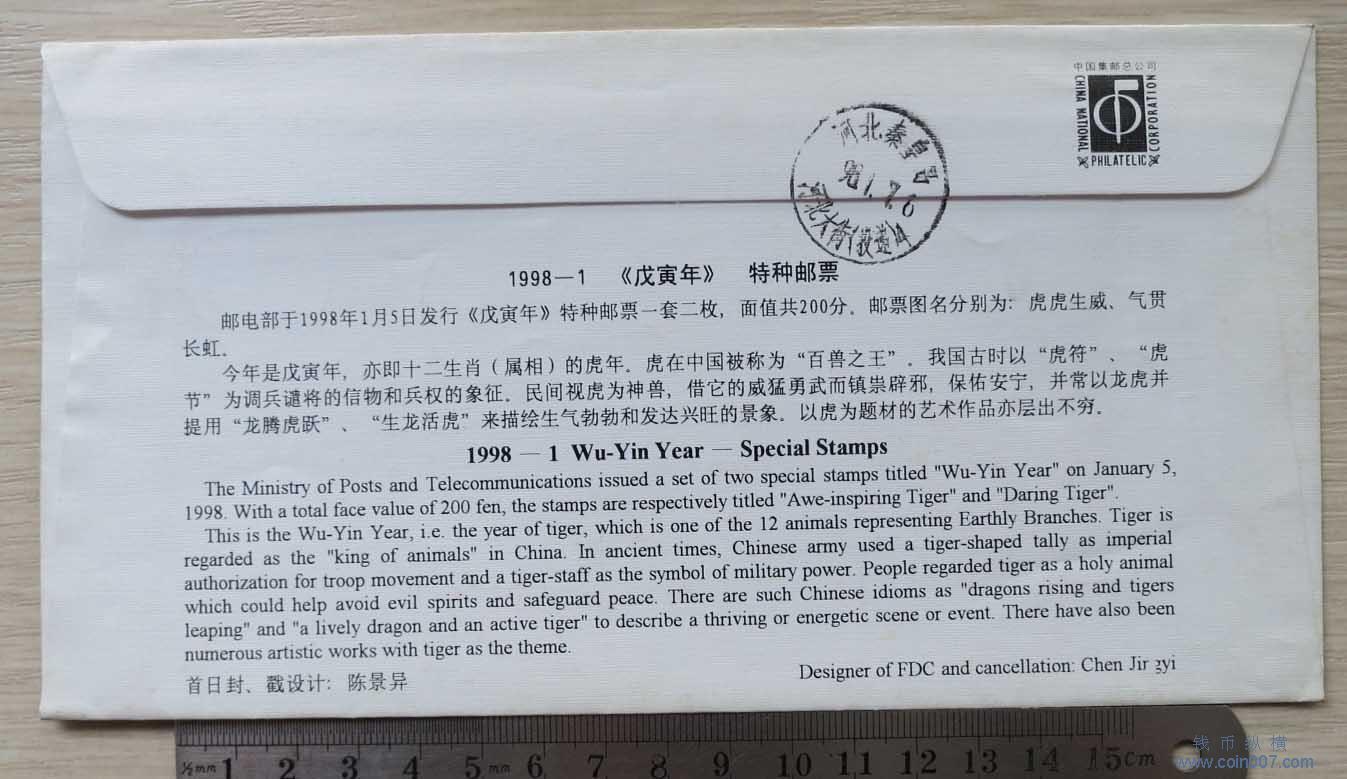 中国集邮总公司
CHINA NATIONAL
PHILATELIC
CORPORATION
河北秦皇岛
1.7.6
河北大街(投递)
1998—1 《戊寅年》 特种邮票
邮电部于1998年1月5日发行《戊寅年》特种邮票一套二枚，面值共200分。邮票图名分别为：虎虎生威、气贯
长虹。
今年是戊寅年，亦即十二生肖（属相）的虎年。虎在中国被称为“百兽之王”。我国古时以“虎符”、“虎
节”为调兵谴将的信物和兵权的象征。民间视虎为神兽，借它的威猛勇武而镇祟辟邪，保佑安宁，并常以龙虎并
提用“龙腾虎跃”、“生龙活虎”来描绘生气勃勃和发达兴旺的景象。以虎为题材的艺术作品亦层出不穷。
1998 — 1 Wu-Yin Year — Special Stamps
The Ministry of Posts and Telecommunications issued a set of two special stamps titled "Wu-Yin Year" on January 5,
1998. With a total face value of 200 fen, the stamps are respectively titled "Awe-inspiring Tiger" and "Daring Tiger".
This is the Wu-Yin Year, i.e. the year of tiger, which is one of the 12 animals representing Earthly Branches. Tiger is
regarded as the "king of animals" in China. In ancient times, Chinese army used a tiger-shaped tally as imperial
authorization for troop movement and a tiger-staff as the symbol of military power. People regarded tiger as a holy animal
which could help avoid evil spirits and safeguard peace. There are such Chinese idioms as "dragons rising and tigers
leaping" and "a lively dragon and an active tiger" to describe a thriving or energetic scene or event. There have also been
numerous artistic works with tiger as the theme.
首日封、戳设计：陈景异
Designer of FDC and cancellation: Chen Jingyi
½mm 1 2 3 4 5mm 6 7 8 9 10 11 12 13 14 15cm
钱币纵横
www.coin007.com